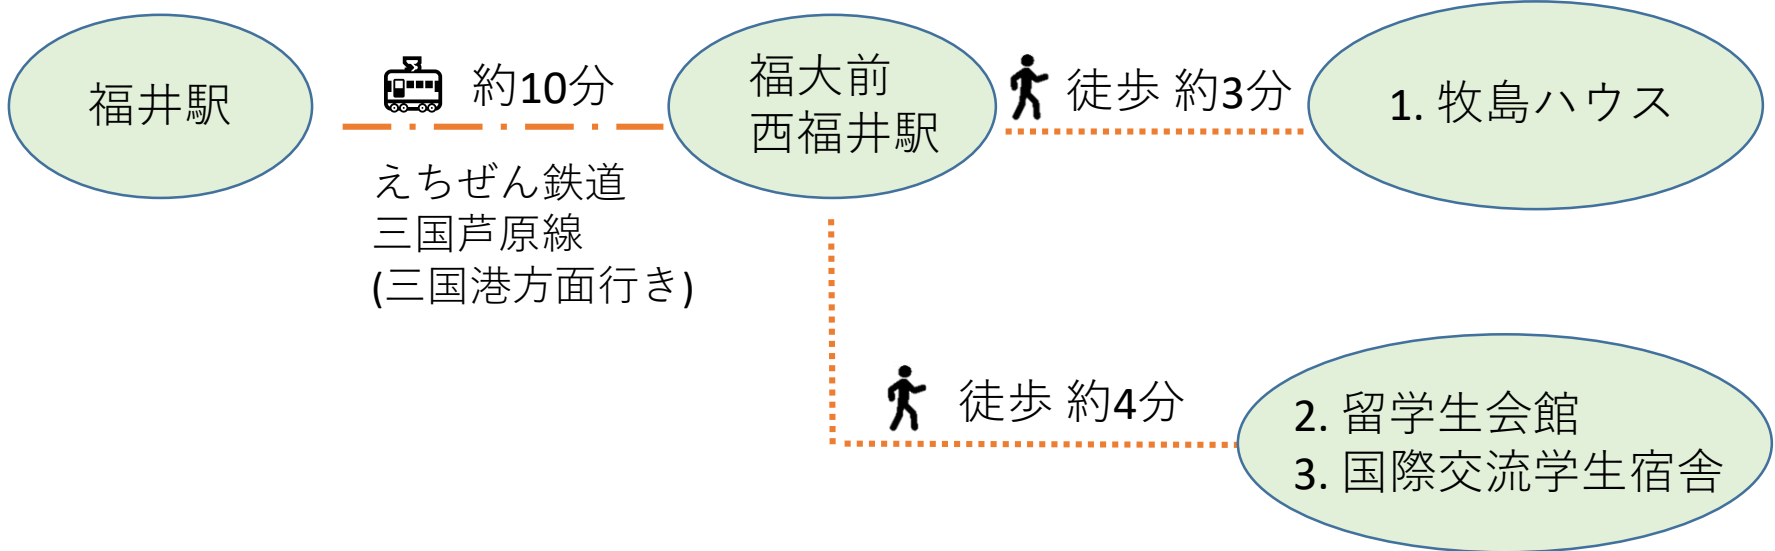 福井駅
約10分
えちぜん鉄道
三国芦原線
(三国港方面行き)
福大前
西福井駅
徒歩 約3分
1. 牧島ハウス
徒歩 約4分
2. 留学生会館
3. 国際交流学生宿舎